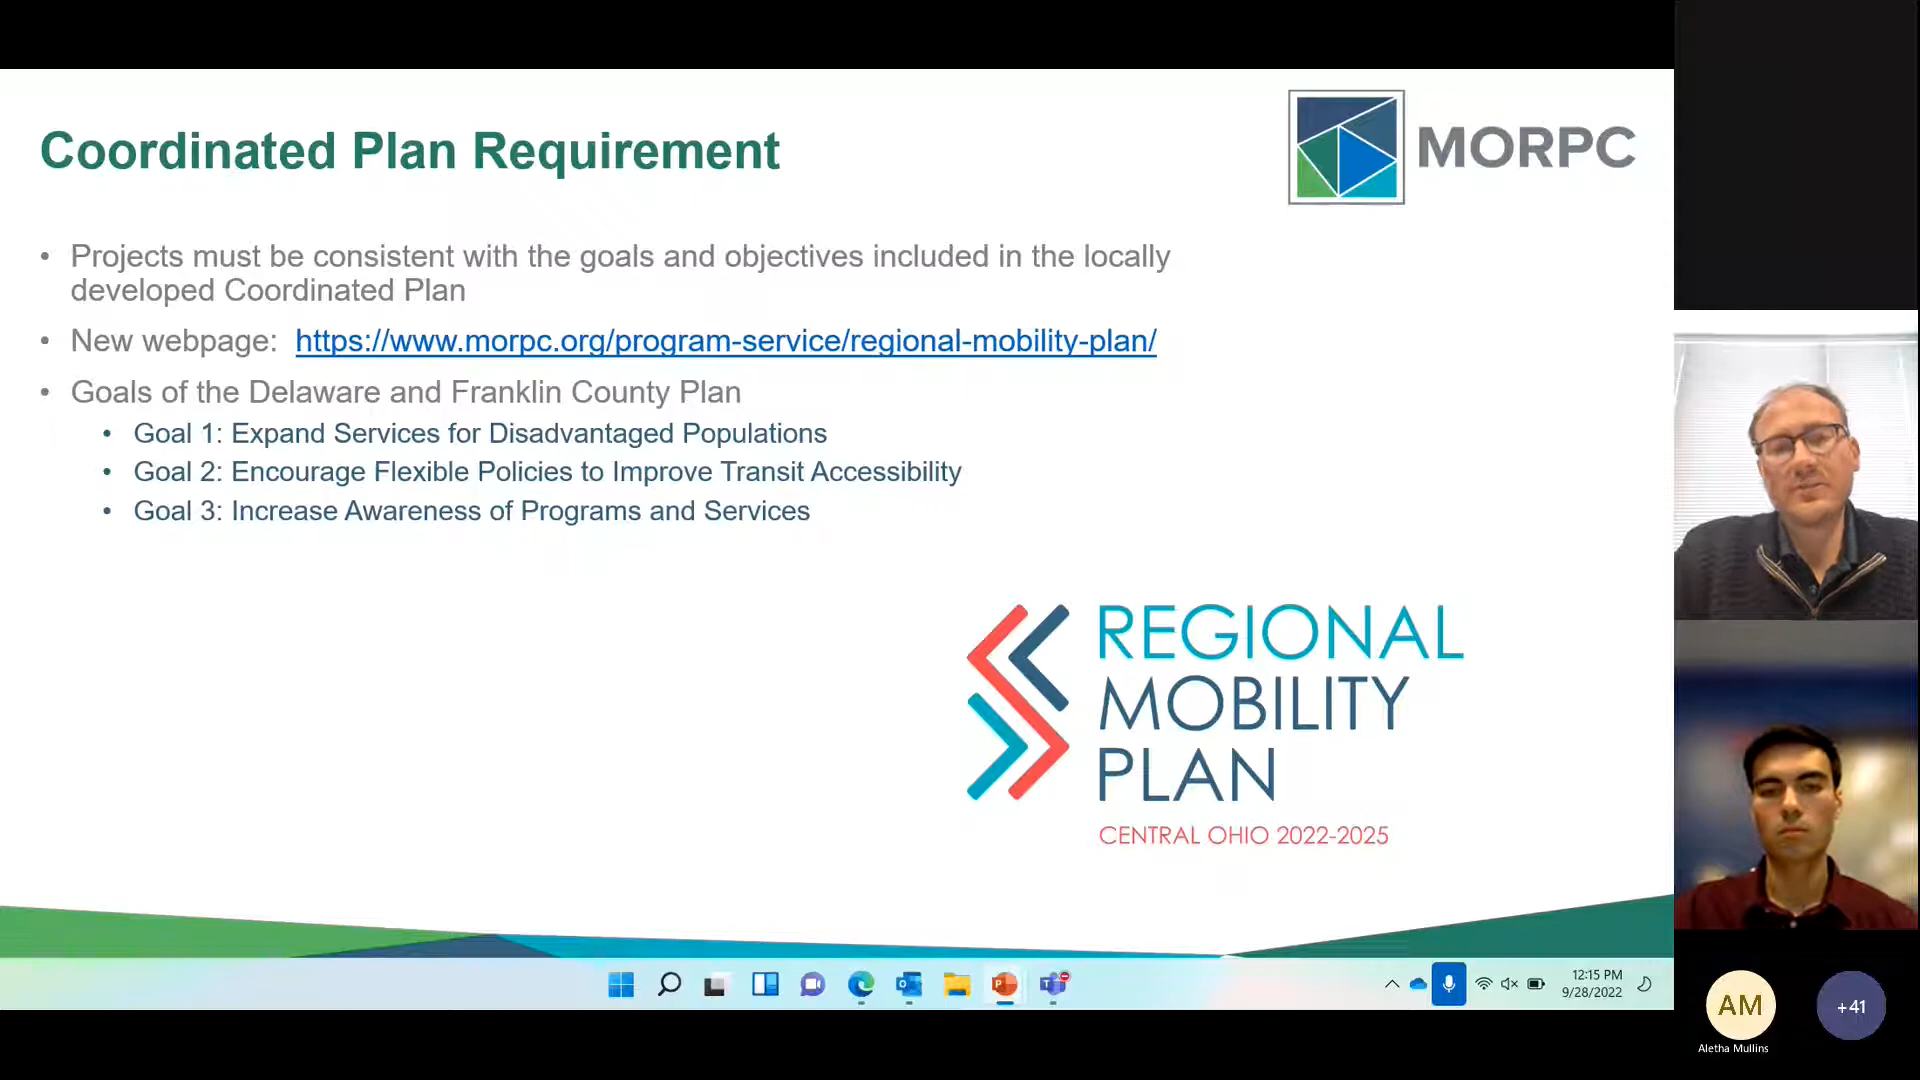 Coordinated Plan Requirement
MORPC
• Projects must be consistent with the goals and objectives included in the locally
developed Coordinated Plan
• New webpage: https://www.morpc.org/program-service/regional-mobility-plan/
• Goals of the Delaware and Franklin County Plan
• Goal 1: Expand Services for Disadvantaged Populations
• Goal 2: Encourage Flexible Policies to Improve Transit Accessibility
• Goal 3: Increase Awareness of Programs and Services
REGIONAL
MOBILITY
PLAN
CENTRAL OHIO 2022-2025
12:15 PM
9/28/2022
AM
+41
Aletha Mullins